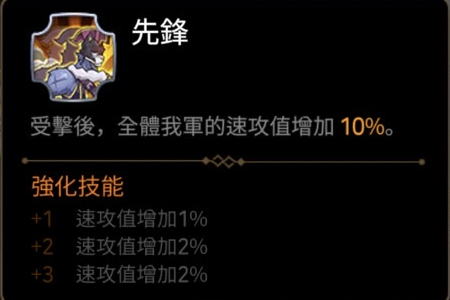 先鋒
受擊後，全體我軍的速攻值增加 10%。
強化技能
+1 速攻值增加1%
+2 速攻值增加2%
+3 速攻值增加2%